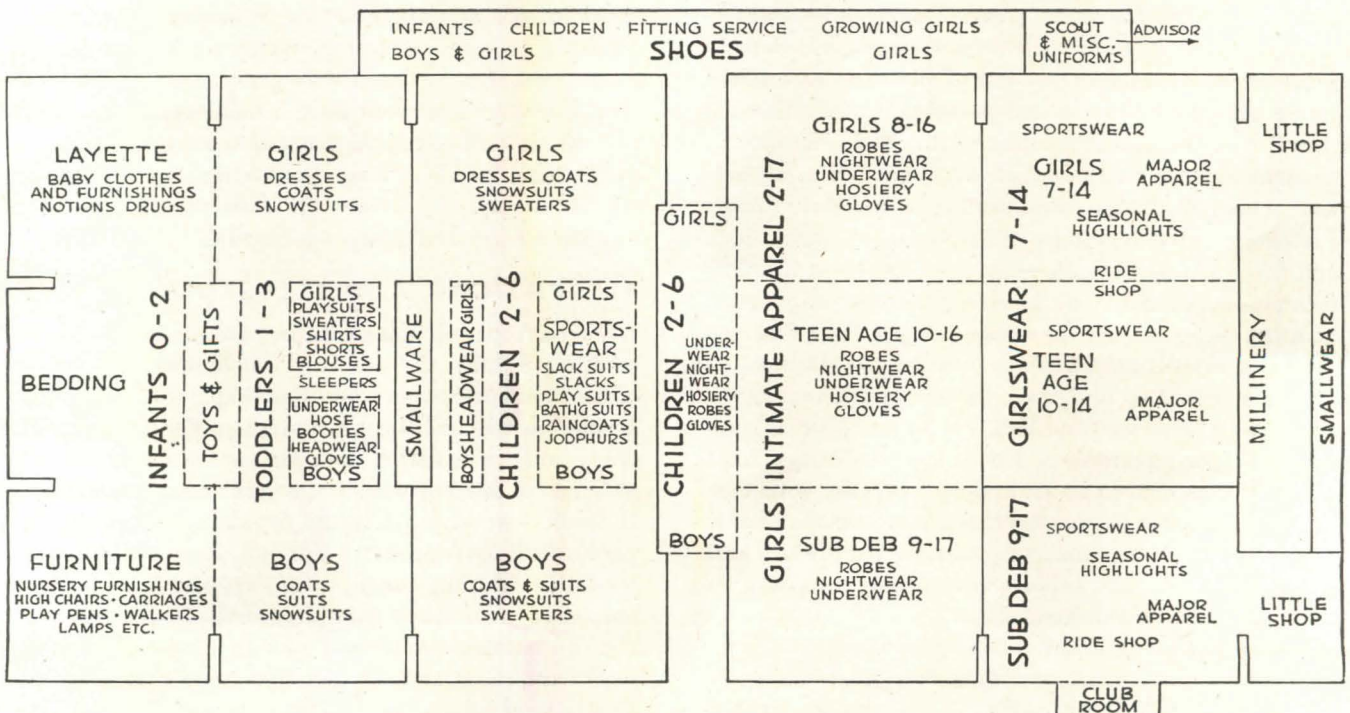 INFANTS CHILDREN FITTING SERVICE GROWING GIRLS
BOYS & GIRLS SHOES GIRLS
SCOUT
& MISC.
UNIFORMS
ADVISOR
LAYETTE
BABY CLOTHES
AND FURNISHINGS
NOTIONS DRUGS
BEDDING
FURNITURE
NURSERY FURNISHINGS
HIGH CHAIRS · CARRIAGES
PLAY PENS · WALKERS
LAMPS ETC.
INFANTS 0-2
TOYS & GIFTS
GIRLS
DRESSES
COATS
SNOWSUITS
TODDLERS 1-3
GIRLS
PLAYSUITS
SWEATERS
SHIRTS
SHORTS
BLOUSES
SLEEPERS
UNDERWEAR
HOSE
BOOTIES
HEADWEAR
GLOVES
BOYS
BOYS
COATS
SUITS
SNOWSUITS
SMALLWARE
GIRLS
DRESSES COATS
SNOWSUITS
SWEATERS
BOYS HEADWEAR GIRLS
CHILDREN 2-6
GIRLS
SPORTS-
WEAR
SLACK SUITS
SLACKS
PLAY SUITS
BATH'G SUITS
RAINCOATS
JODPHURS
BOYS
BOYS
COATS & SUITS
SNOWSUITS
SWEATERS
GIRLS
CHILDREN 2-6
UNDER-
WEAR
NIGHT-
WEAR
HOSIERY
ROBES
GLOVES
BOYS
GIRLS INTIMATE APPAREL 2-17
GIRLS 8-16
ROBES
NIGHTWEAR
UNDERWEAR
HOSIERY
GLOVES
TEEN AGE 10-16
ROBES
NIGHTWEAR
UNDERWEAR
HOSIERY
GLOVES
SUB DEB 9-17
ROBES
NIGHTWEAR
UNDERWEAR
GIRLSWEAR 7-14
SPORTSWEAR
GIRLS
7-14
MAJOR
APPAREL
SEASONAL
HIGHLIGHTS
RIDE
SHOP
SPORTSWEAR
TEEN
AGE
10-14
MAJOR
APPAREL
SUB DEB 9-17
SPORTSWEAR
SEASONAL
HIGHLIGHTS
MAJOR
APPAREL
RIDE SHOP
CLUB
ROOM
LITTLE
SHOP
MILLINERY
SMALLWEAR
LITTLE
SHOP